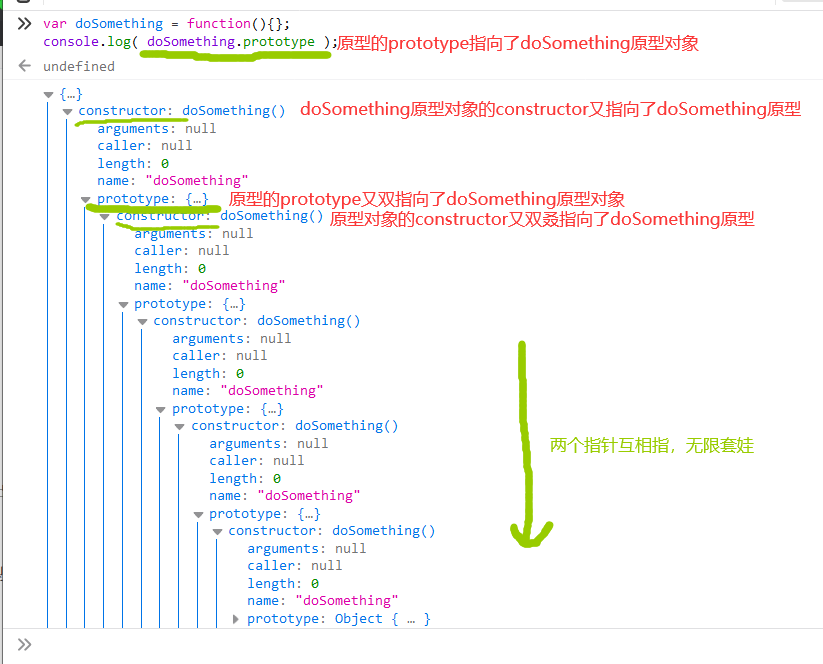 var doSomething = function(){};
console.log( doSomething.prototype ); 原型的prototype指向了doSomething原型对象
undefined
{…}
constructor: doSomething() doSomething原型对象的constructor又指向了doSomething原型
arguments: null
caller: null
length: 0
name: "doSomething"
prototype: {…} 原型的prototype又双指向了doSomething原型对象
constructor: doSomething() 原型对象的constructor又双叒指向了doSomething原型
arguments: null
caller: null
length: 0
name: "doSomething"
prototype: {…}
constructor: doSomething()
arguments: null
caller: null
length: 0
name: "doSomething"
prototype: {…}
constructor: doSomething()
arguments: null
两个指针互相指，无限套娃
caller: null
length: 0
name: "doSomething"
prototype: {…}
constructor: doSomething()
arguments: null
caller: null
length: 0
name: "doSomething"
prototype: Object { … }